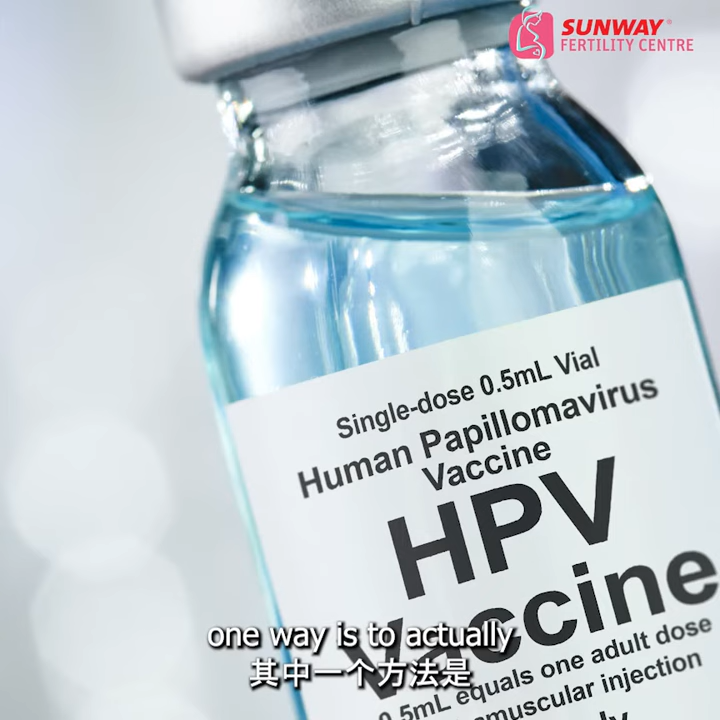 SUNWAY®
FERTILITY CENTRE
Single-dose 0.5mL Vial
Human Papillomavirus
Vaccine
HPV
Vaccine
0.5mL equals one adult dose
injection
one way is to actually
其中一个方法是